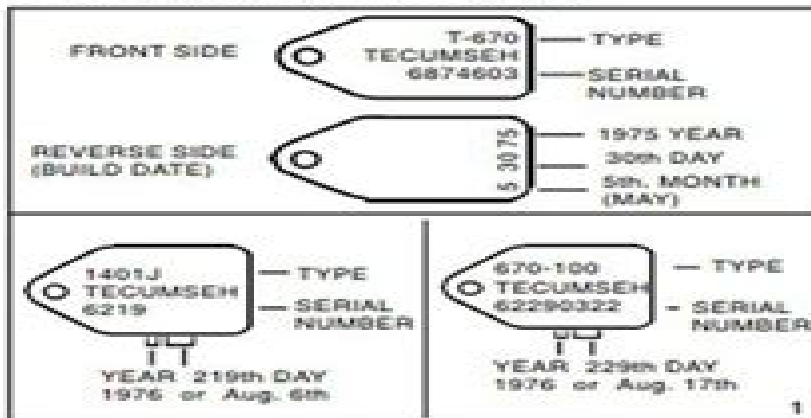 FRONT SIDE
T-670
TECUMSEH
6874603
TYPE
SERIAL
NUMBER
REVERSE SIDE
(BUILD DATE)
5 30 75
1975 YEAR
30th DAY
5th. MONTH
(MAY)
1401J
TECUMSEH
6219
TYPE
SERIAL
NUMBER
YEAR 219th DAY
1976 or Aug. 6th
670-100
TECUMSEH
62290322
TYPE
SERIAL
NUMBER
YEAR 229th DAY
1976 or Aug. 17th
1